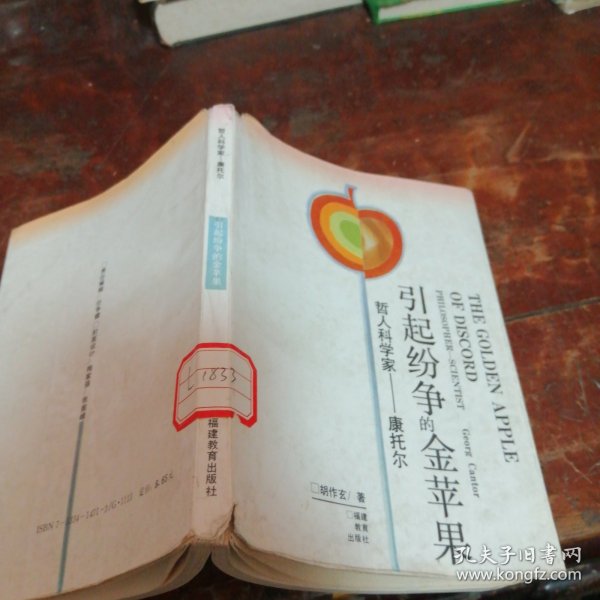 哲人科学家——康托尔
引起纷争的金苹果
福建教育出版社
L1833
THE GOLDEN APPLE
OF DISCORD
PHILOSOPHER—SCIENTIST Georg Cantor
引起纷争的金苹果
哲人科学家——康托尔
□胡作玄/著
□福建
教育
出版社
孔夫子旧书网
www.kongfz.com